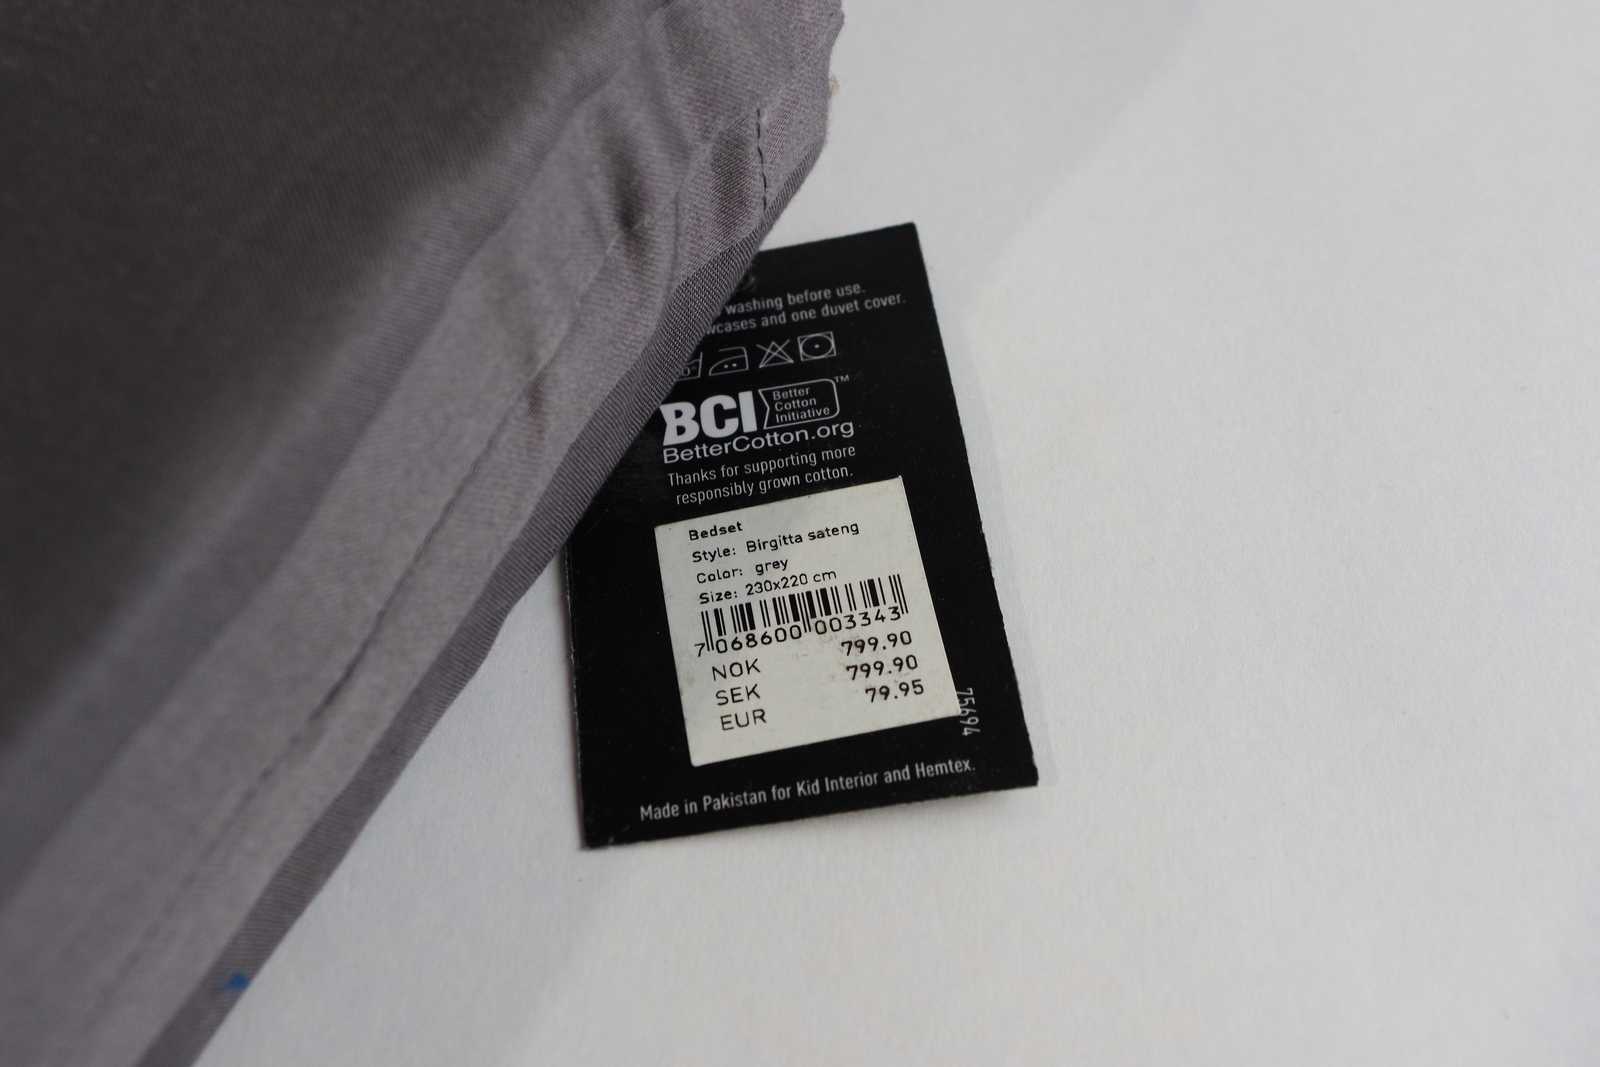 washing before use.
and one duvet cover.
BCI Better Cotton Initiative ™
BetterCotton.org
Thanks for supporting more
responsibly grown cotton.
Bedset
Style: Birgitta sateng
Color: grey
Size: 230x220 cm
7 068600 003343
NOK 799.90
SEK 799.90
EUR 79.95
75694
Made in Pakistan for Kid Interior and Hemtex.